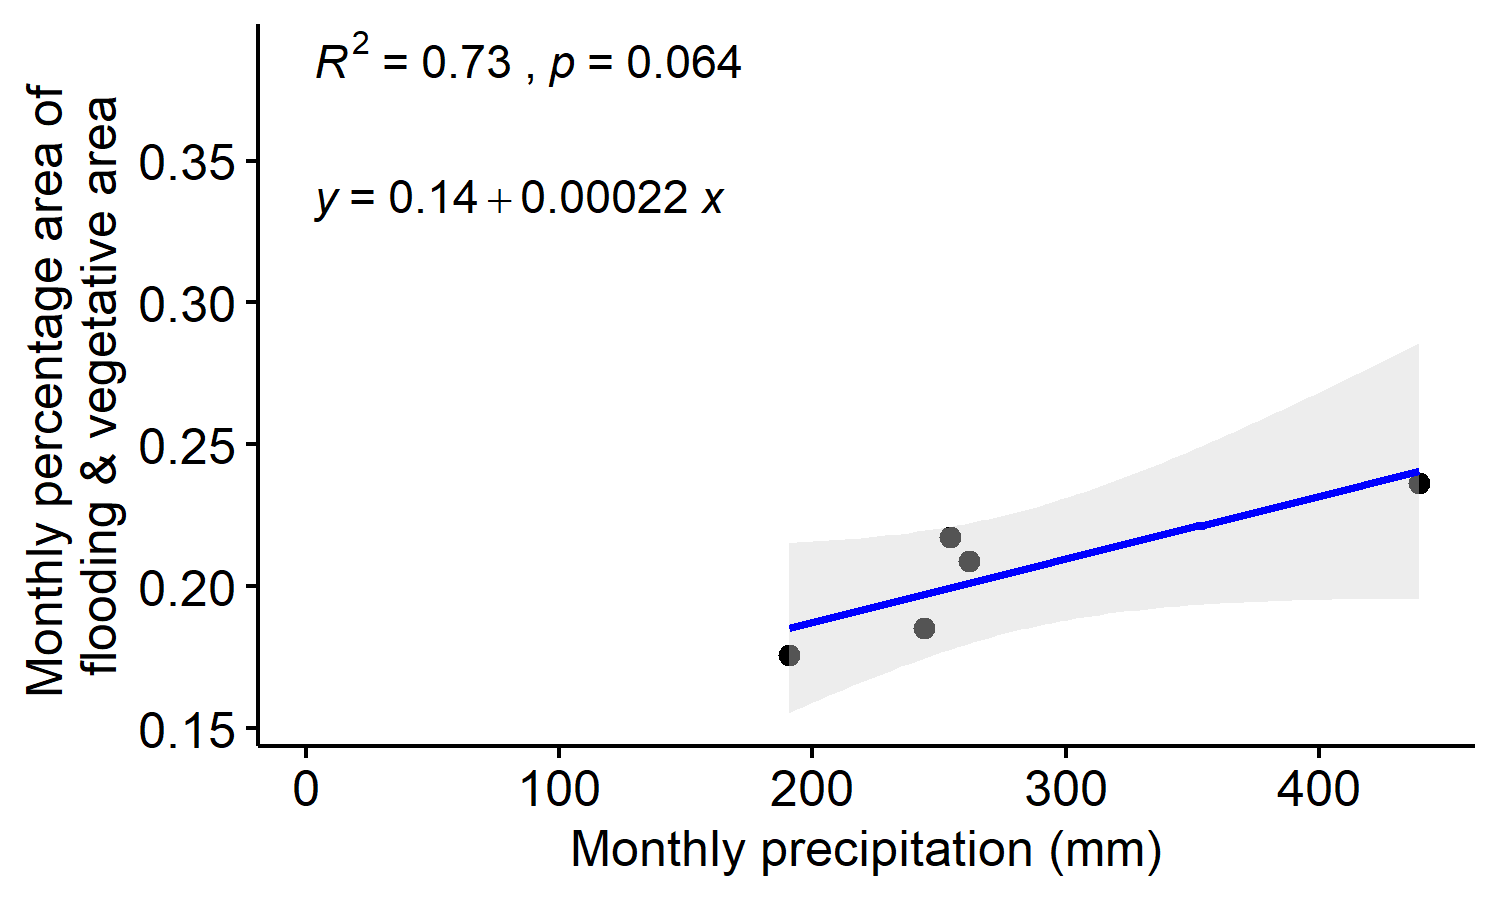 R² = 0.73 , p = 0.064
y = 0.14 + 0.00022 x
Monthly percentage area of
flooding & vegetative area
0.35
0.30
0.25
0.20
0.15
0 100 200 300 400
Monthly precipitation (mm)